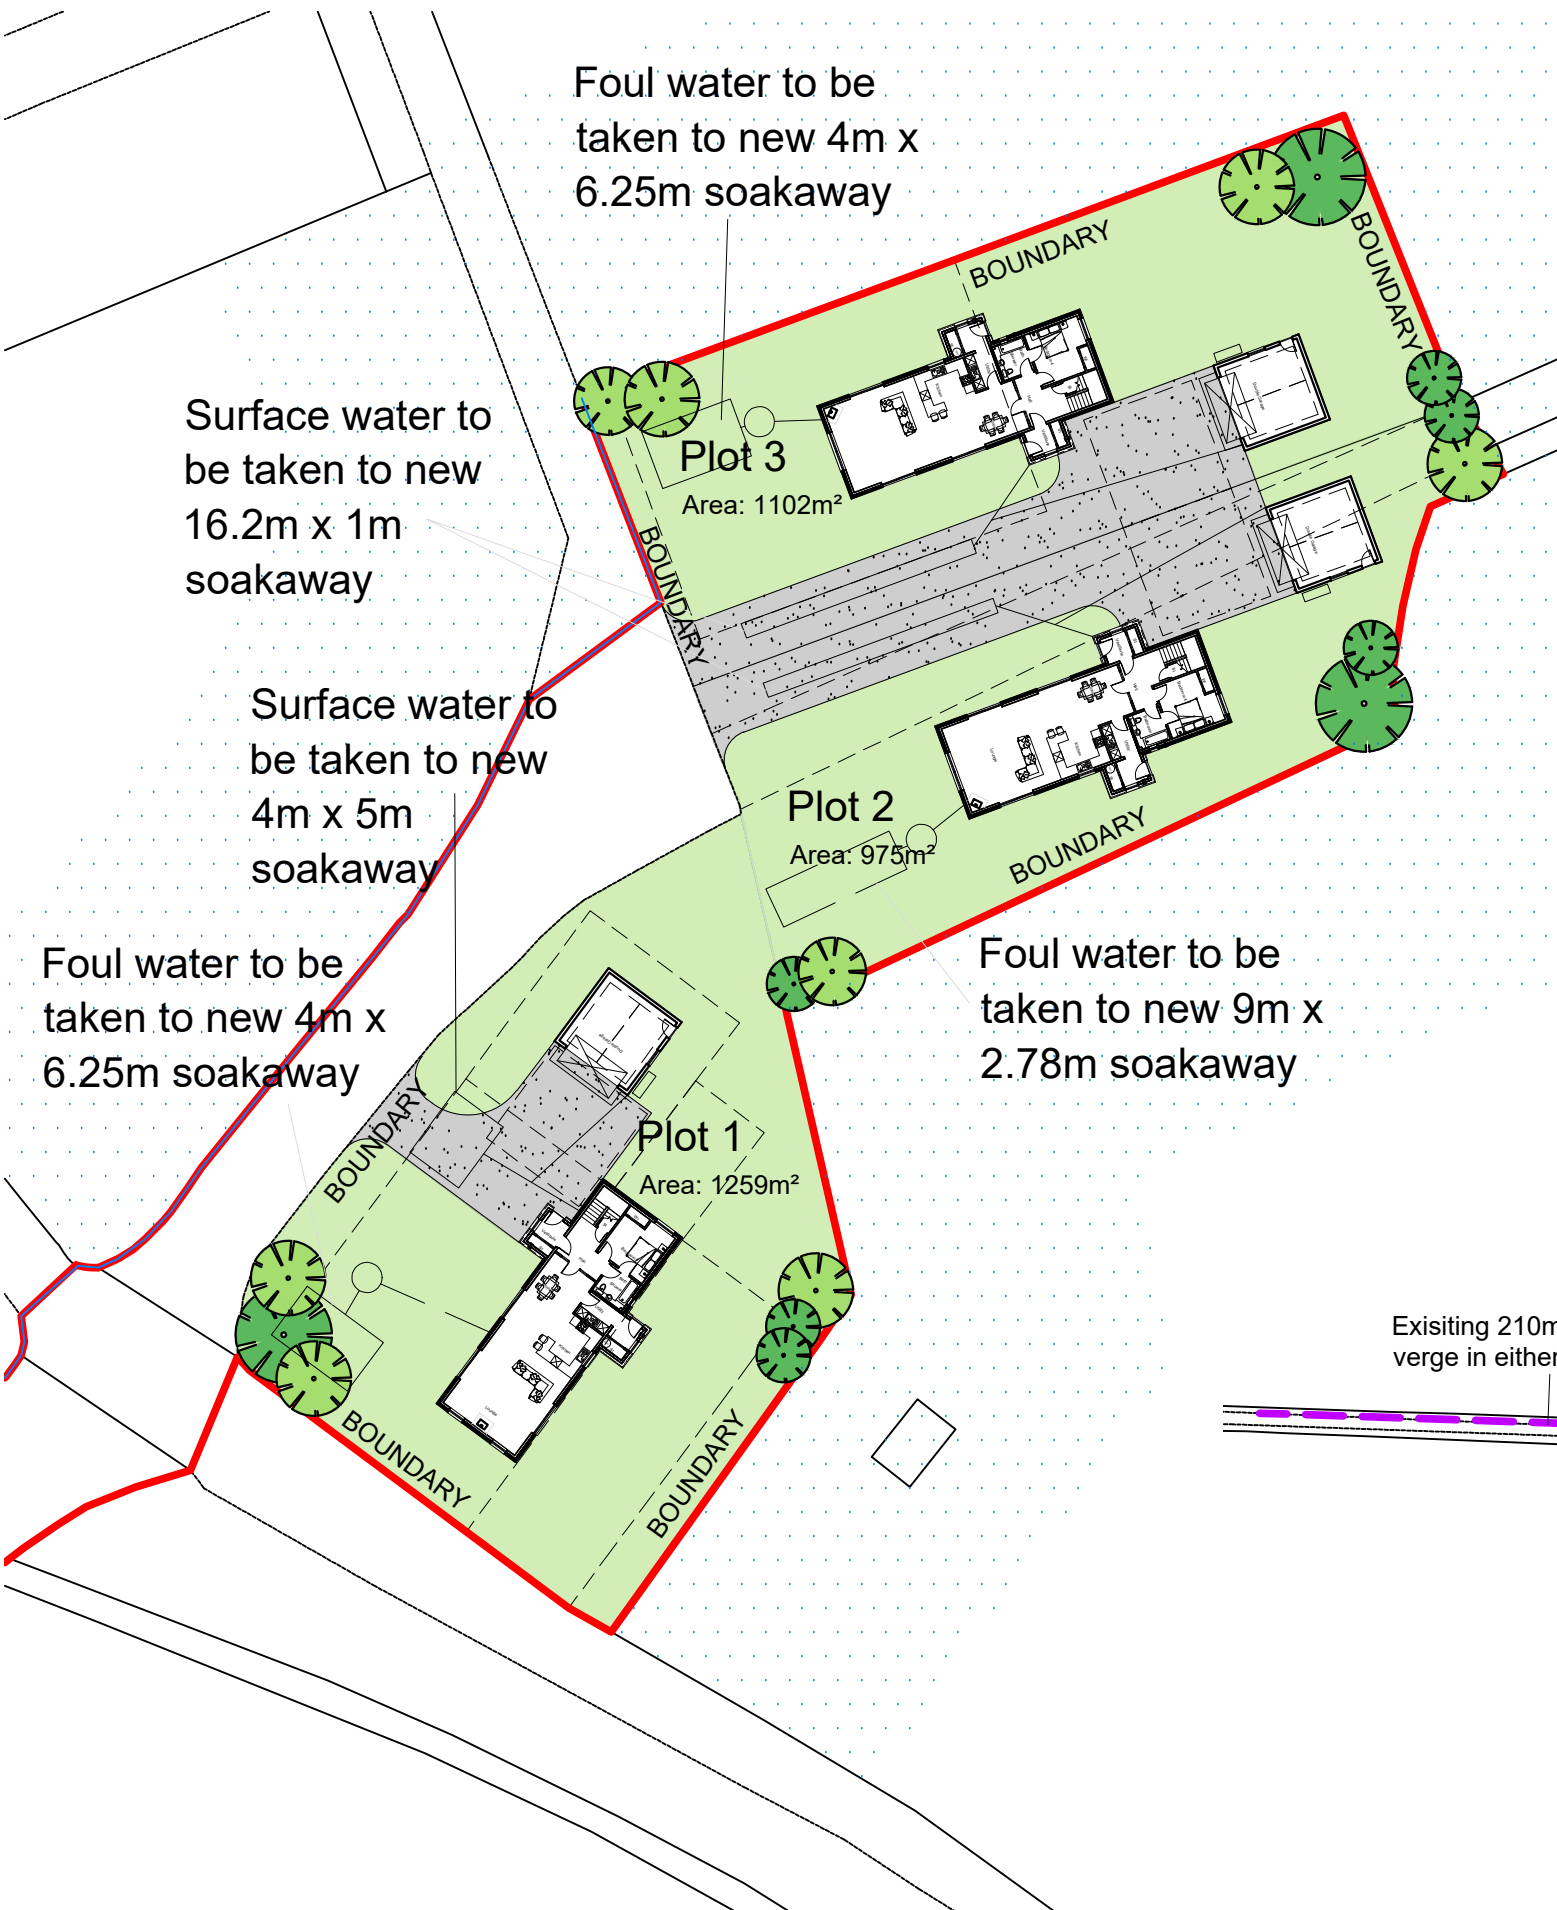 Foul water to be
taken to new 4m x
6.25m soakaway
BOUNDARY
BOUNDARY
Surface water to
be taken to new
16.2m x 1m
soakaway
Plot 3
Area: 1102m²
BOUNDARY
Surface water to
be taken to new
4m x 5m
soakaway
Plot 2
Area: 975m²
BOUNDARY
Foul water to be
taken to new 4m x
6.25m soakaway
Foul water to be
taken to new 9m x
2.78m soakaway
BOUNDARY
Plot 1
Area: 1259m²
Exisiting 210m
verge in either
BOUNDARY
BOUNDARY